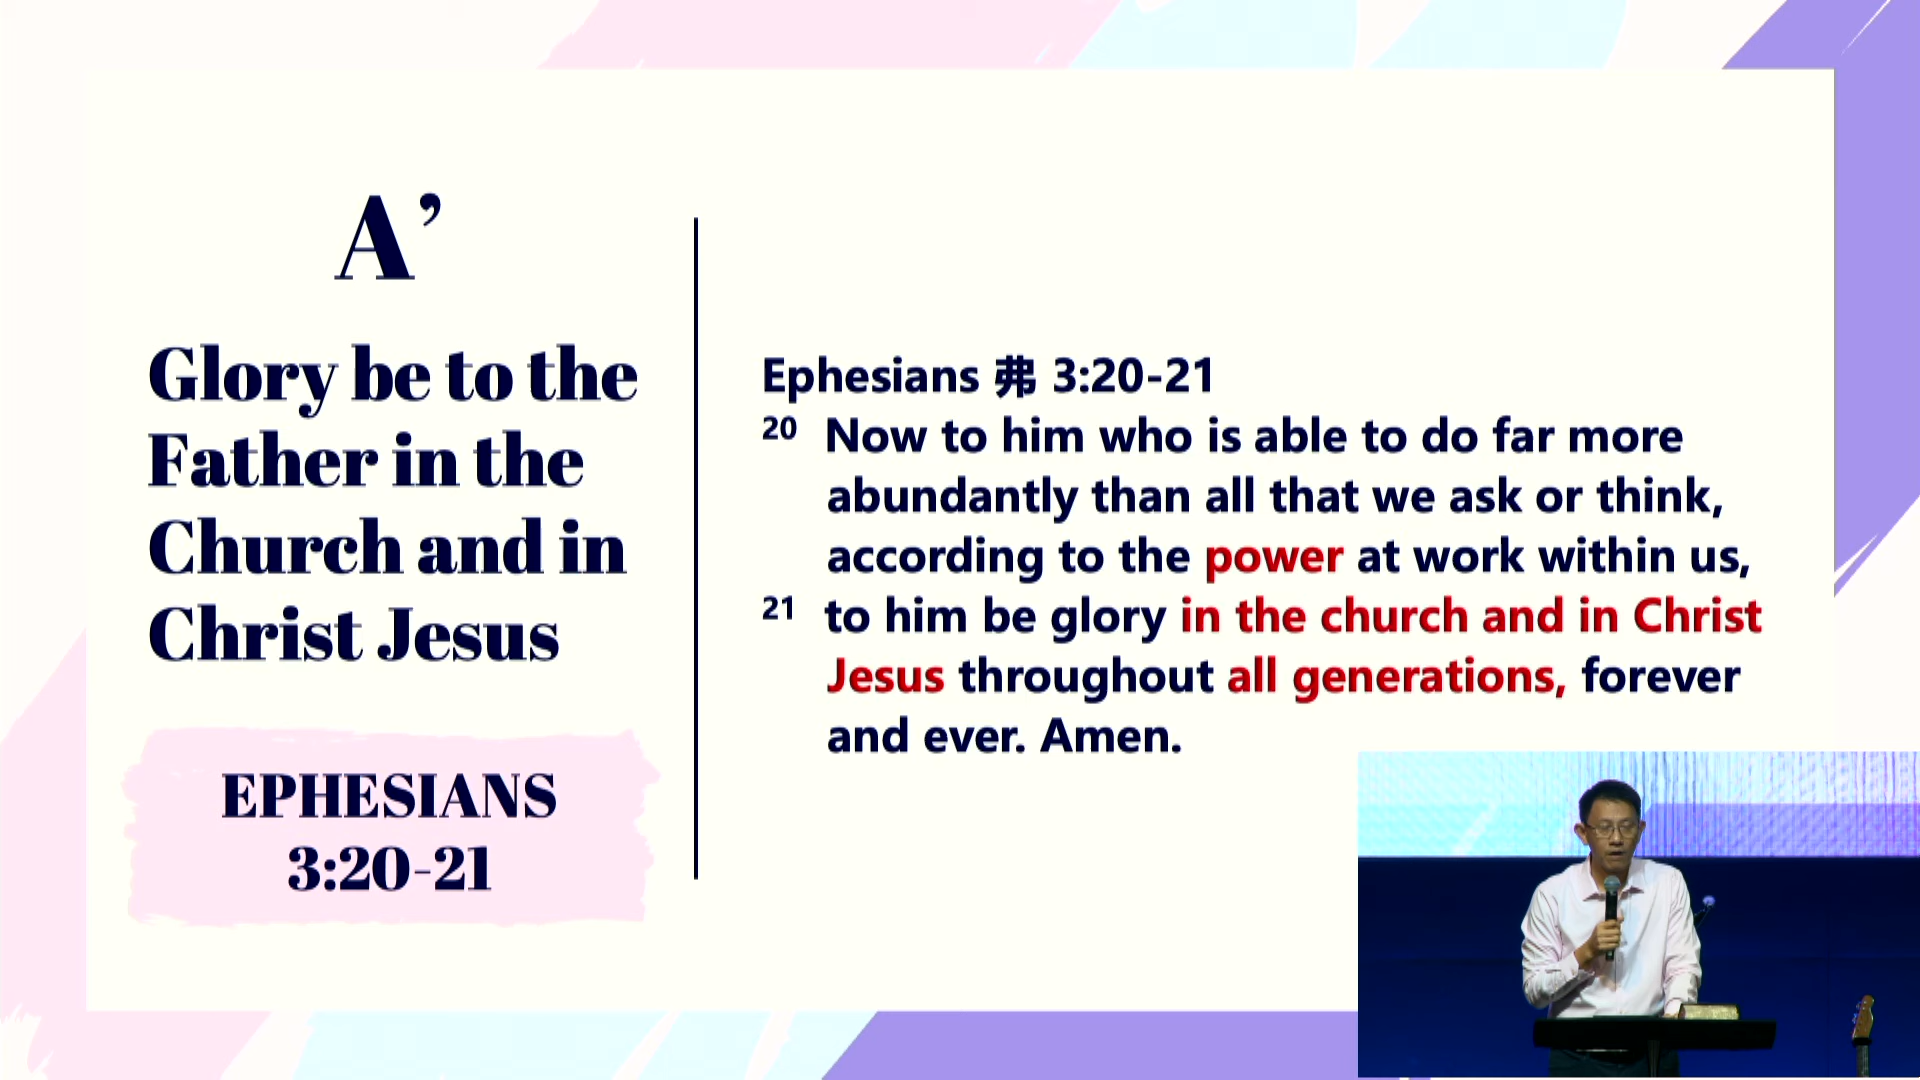 A’
Glory be to the
Father in the
Church and in
Christ Jesus
EPHESIANS
3:20-21
Ephesians 弗 3:20-21
20 Now to him who is able to do far more
abundantly than all that we ask or think,
according to the power at work within us,
21 to him be glory in the church and in Christ
Jesus throughout all generations, forever
and ever. Amen.